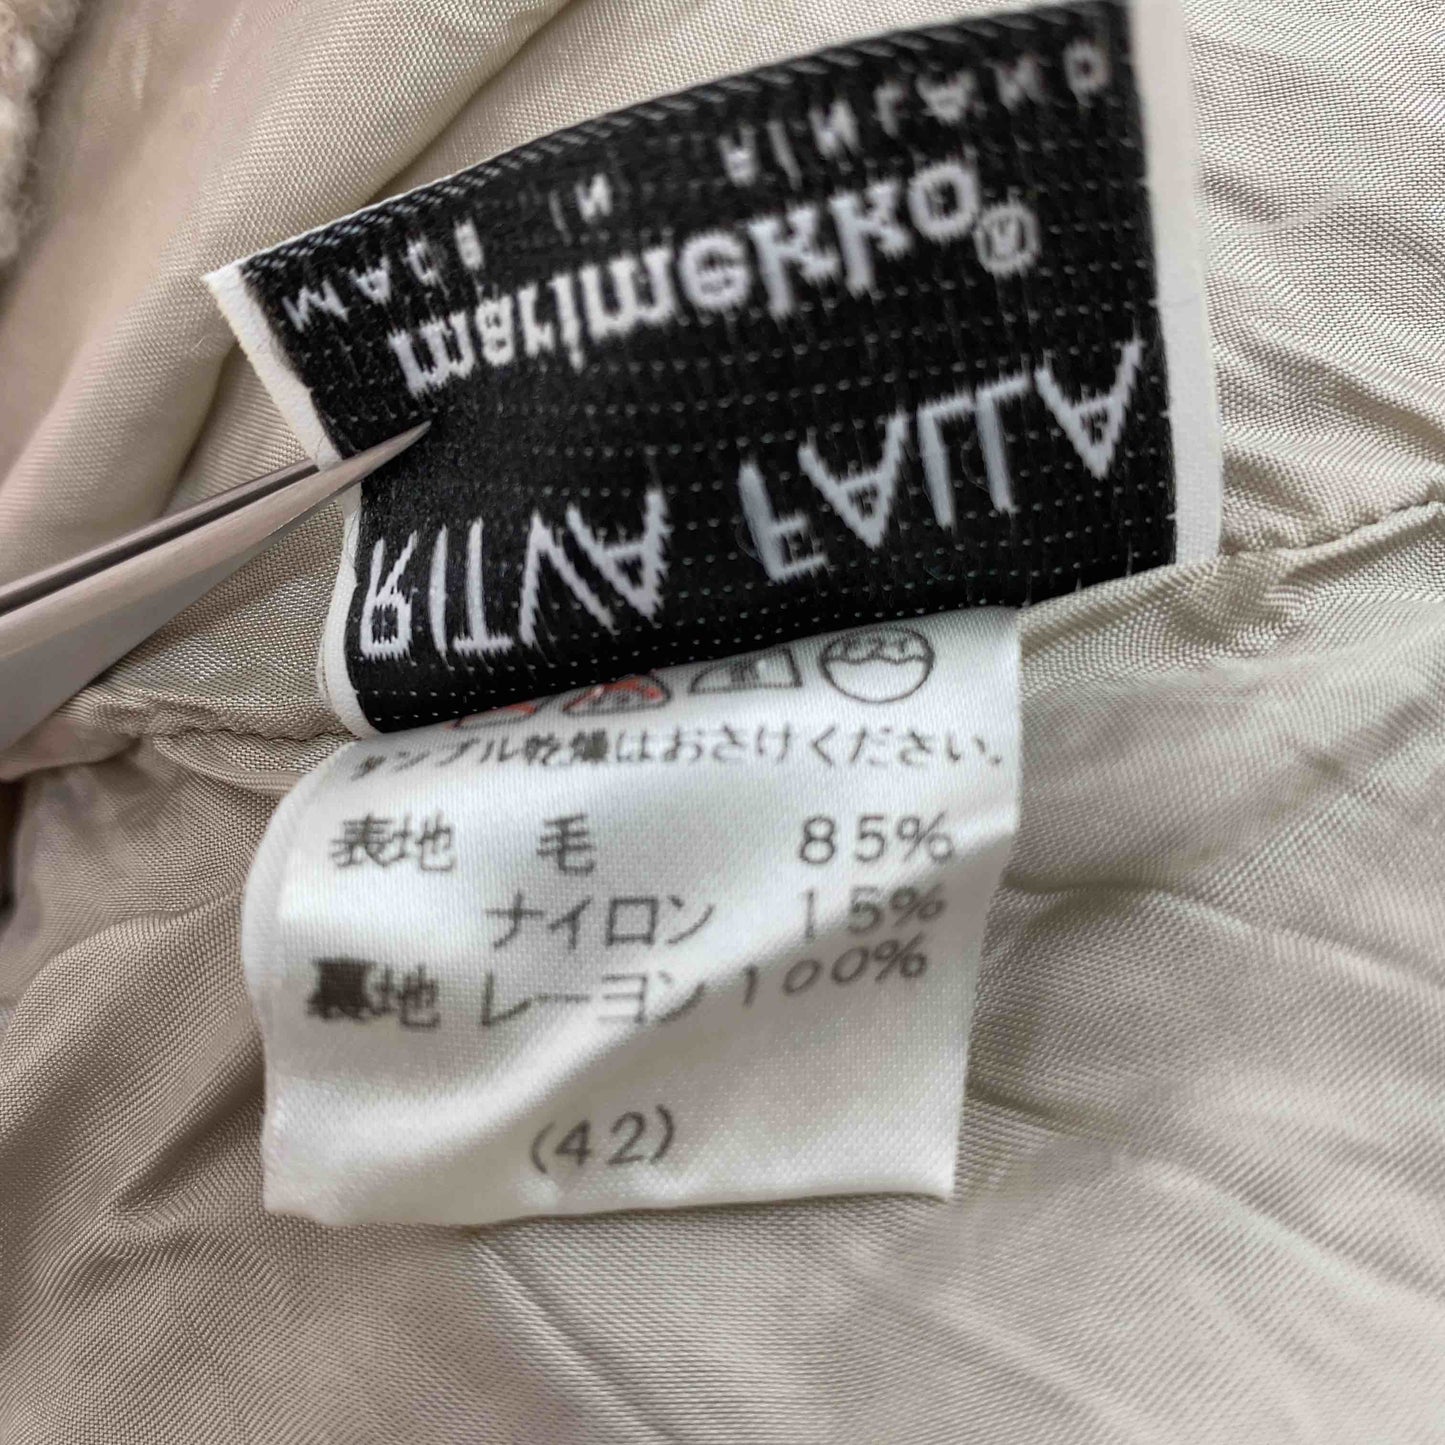 RITVA FALLA
marimekko®
MADE IN FINLAND
タンブル乾燥はおさけください。
表地 毛 85%
ナイロン 15%
裏地 レーヨン 100%
(42)